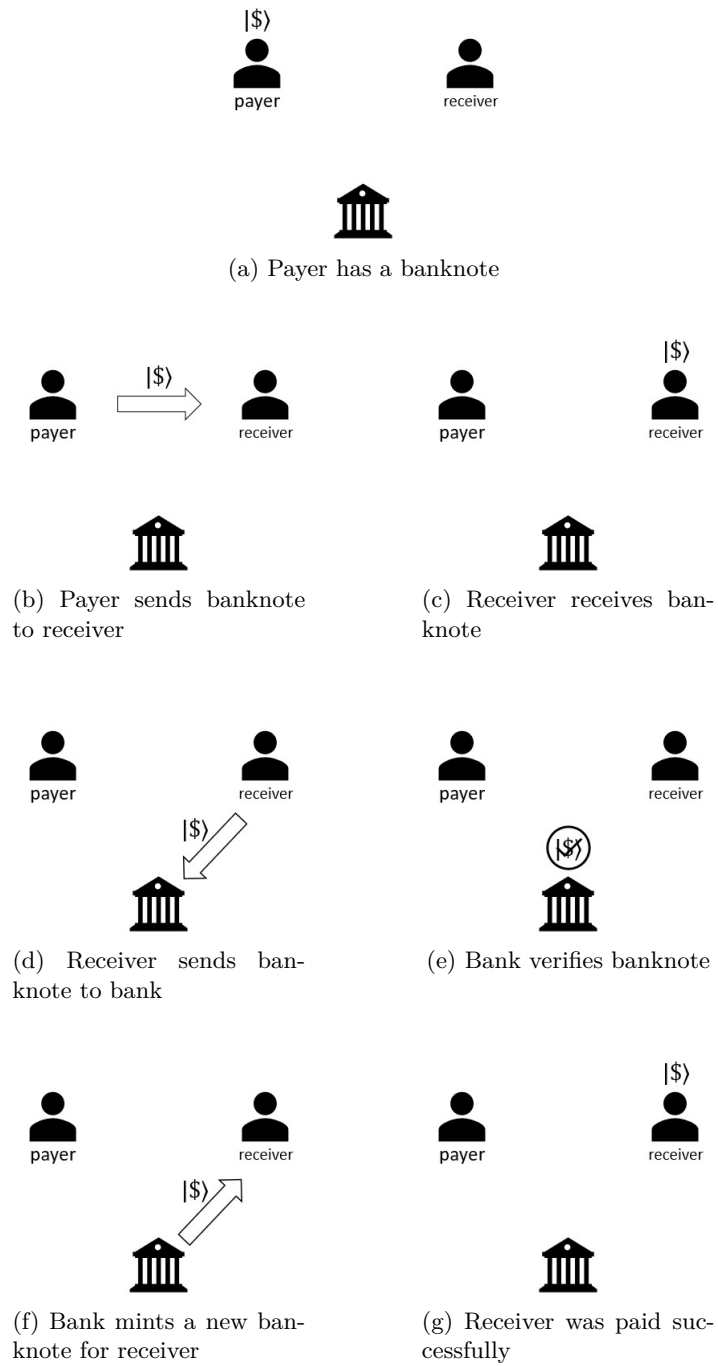 |$⟩
payer receiver
(a) Payer has a banknote
|$⟩
payer receiver
(b) Payer sends banknote
to receiver
|$⟩
payer receiver
(c) Receiver receives ban-
knote
payer receiver
|$⟩
(d) Receiver sends ban-
knote to bank
payer receiver
|$⟩
(e) Bank verifies banknote
payer receiver
|$⟩
(f) Bank mints a new ban-
knote for receiver
|$⟩
payer receiver
(g) Receiver was paid suc-
cessfully